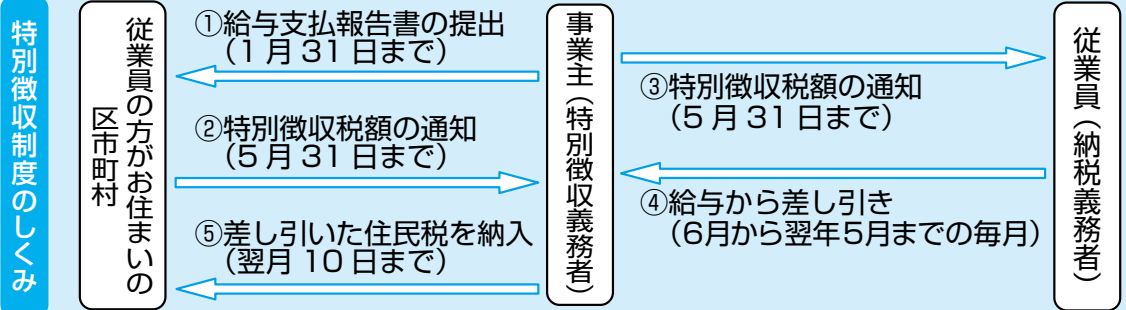 特別徴収制度のしくみ
従業員の方がお住まいの
区市町村
①給与支払報告書の提出
（1月31日まで）
②特別徴収税額の通知
（5月31日まで）
⑤差し引いた住民税を納入
（翌月10日まで）
事業主（特別徴収義務者）
③特別徴収税額の通知
（5月31日まで）
④給与から差し引き
（6月から翌年5月までの毎月）
従業員（納税義務者）